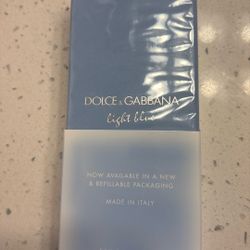 DOLCE & GABBANA
light blue
NOW AVAILABLE IN A NEW
& REFILLABLE PACKAGING
MADE IN ITALY